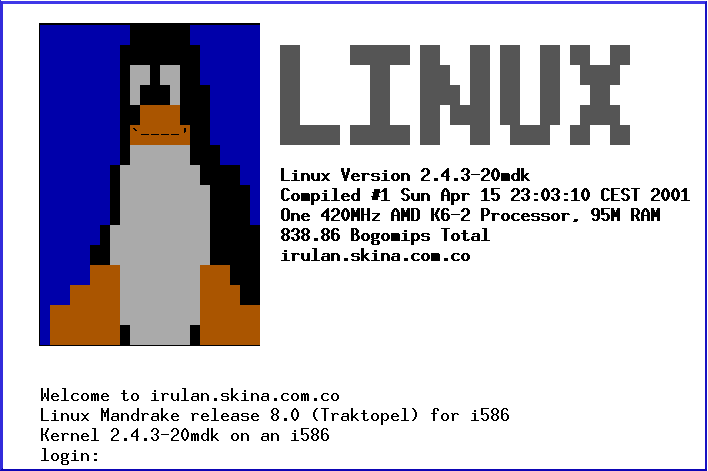 LINUX
Linux Version 2.4.3-20mdk
Compiled #1 Sun Apr 15 23:03:10 CEST 2001
One 420MHz AMD K6-2 Processor, 95M RAM
838.86 Bogomips Total
irulan.skina.com.co
Welcome to irulan.skina.com.co
Linux Mandrake release 8.0 (Traktopel) for i586
Kernel 2.4.3-20mdk on an i586
login: